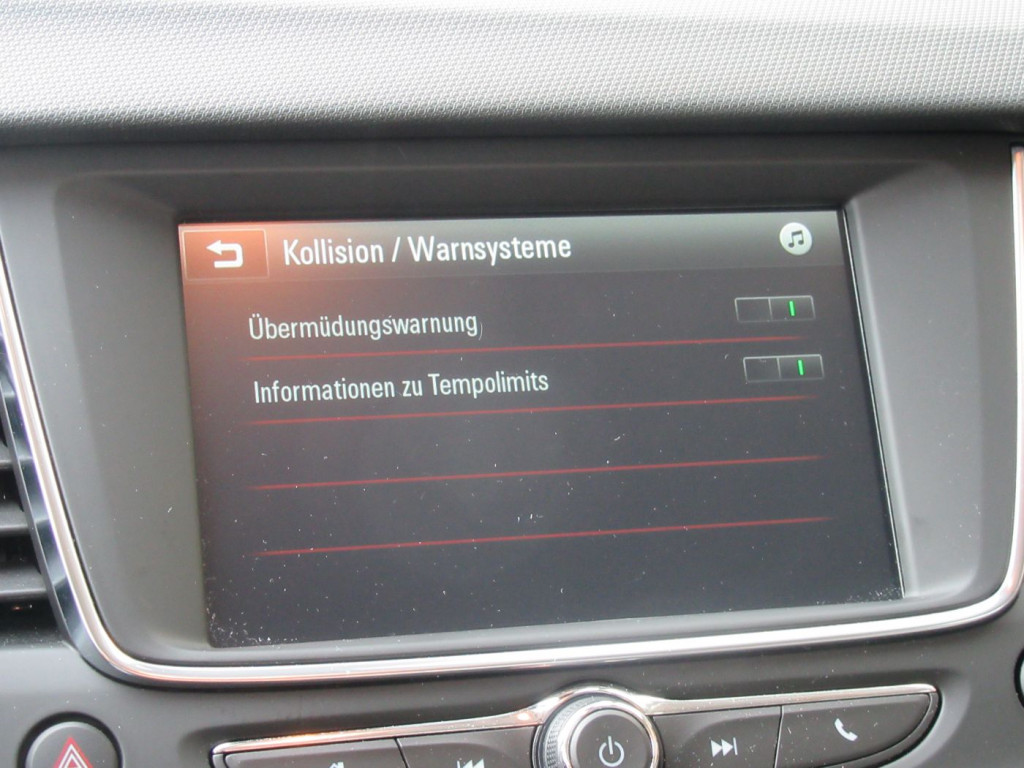 Kollision / Warnsysteme
Übermüdungswarnung
Informationen zu Tempolimits